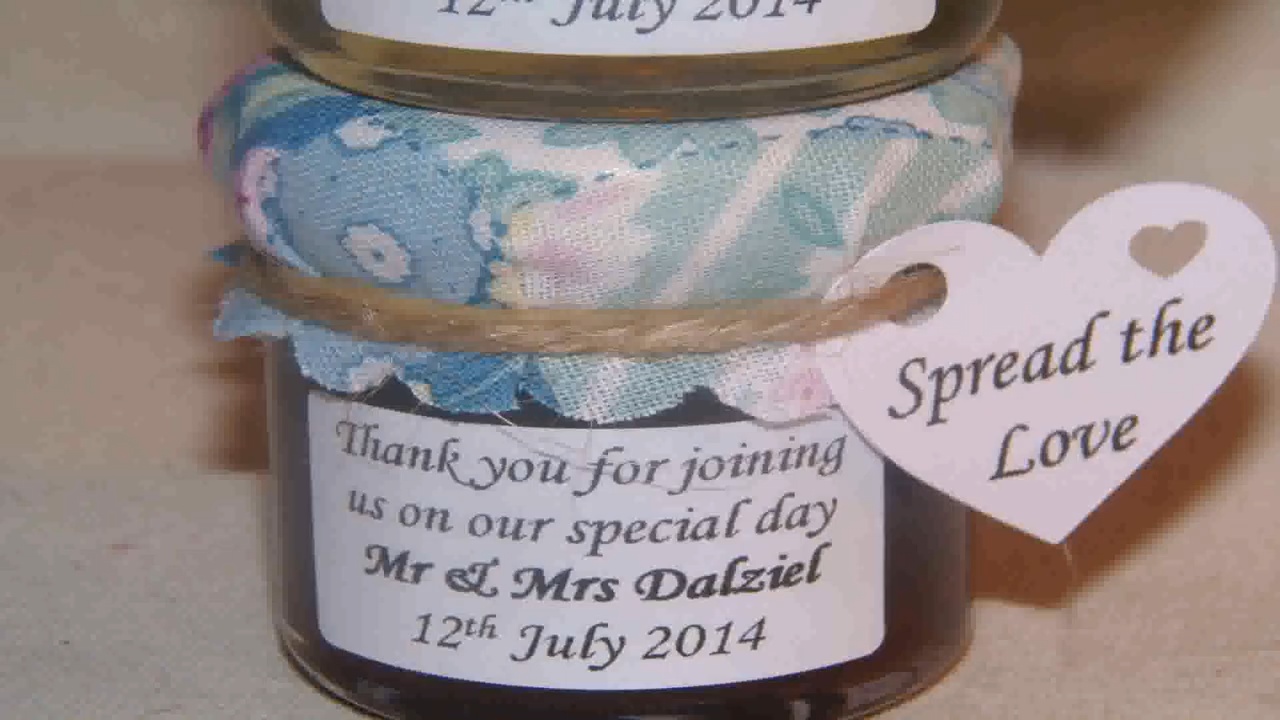 12th July 2014
Thank you for joining
us on our special day
Mr & Mrs Dalziel
12th July 2014
Spread the
Love